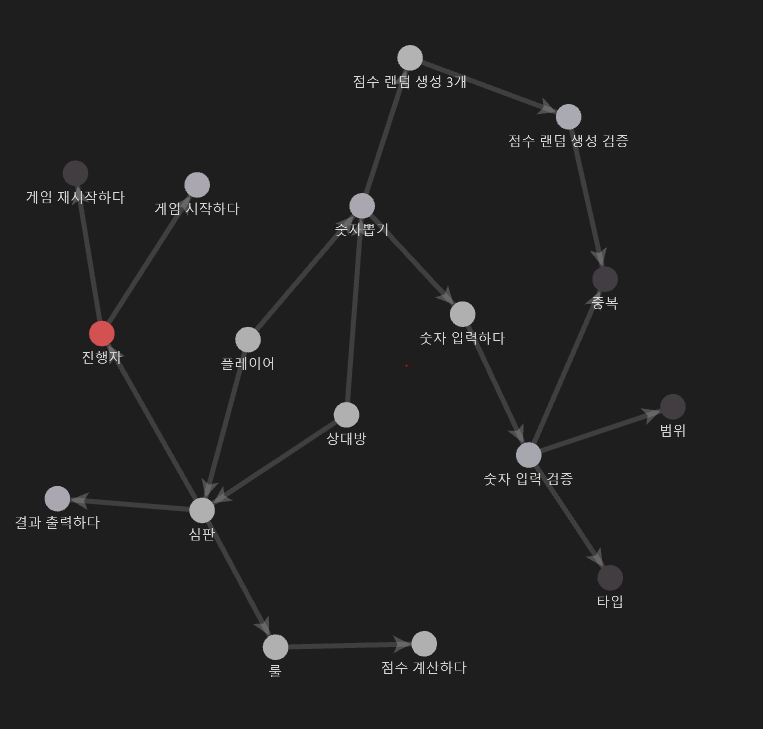 점수 랜덤 생성 3개
점수 랜덤 생성 검증
게임 재시작하다
게임 시작하다
숫자뽑기
중복
숫자 입력하다
진행자
플레이어
범위
상대방
숫자 입력 검증
결과 출력하다
심판
타입
룰
점수 계산하다